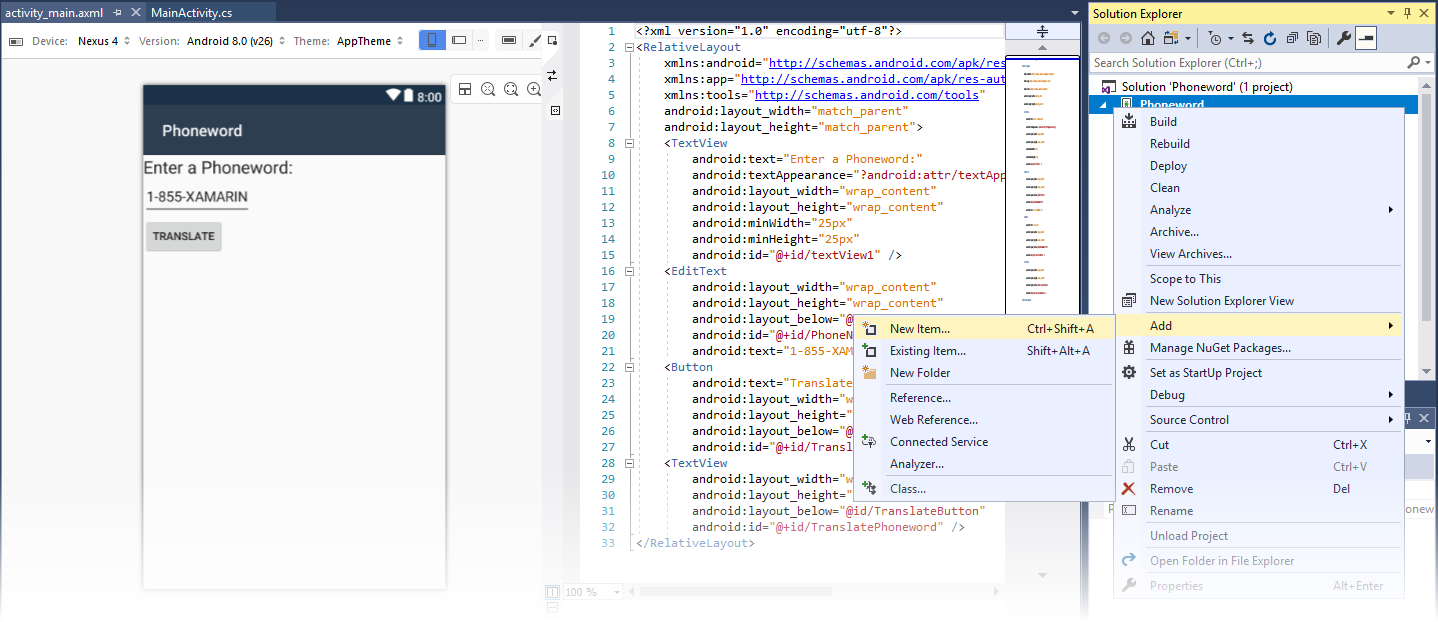 activity_main.axml
MainActivity.cs
Device: Nexus 4 Version: Android 8.0 (v26) Theme: AppTheme
8:00
Phoneword
Enter a Phoneword:
1-855-XAMARIN
TRANSLATE
1 <?xml version="1.0" encoding="utf-8"?>
2 <RelativeLayout
3 xmlns:android="http://schemas.android.com/apk/res
4 xmlns:app="http://schemas.android.com/apk/res-aut
5 xmlns:tools="http://schemas.android.com/tools"
6 android:layout_width="match_parent"
7 android:layout_height="match_parent">
8 <TextView
9 android:text="Enter a Phoneword:"
10 android:textAppearance="?android:attr/textApp
11 android:layout_width="wrap_content"
12 android:layout_height="wrap_content"
13 android:minWidth="25px"
14 android:minHeight="25px"
15 android:id="@+id/textView1" />
16 <EditText
17 android:layout_width="wrap_content"
18 android:layout_height="wrap_content"
19 android:layout_below="@
20 android:id="@+id/PhoneN
21 android:text="1-855-XAM
22 <Button
23 android:text="Translate
24 android:layout_width="w
25 android:layout_height="
26 android:layout_below="@
27 android:id="@+id/Transl
28 <TextView
29 android:layout_width="w
30 android:layout_height="
31 android:layout_below="@id/TranslateButton"
32 android:id="@+id/TranslatePhoneword" />
33 </RelativeLayout>
100 %
New Item... Ctrl+Shift+A
Existing Item... Shift+Alt+A
New Folder
Reference...
Web Reference...
Connected Service
Analyzer...
Class...
Solution Explorer
Search Solution Explorer (Ctrl+;)
Solution 'Phoneword' (1 project)
Phoneword
Build
Rebuild
Deploy
Clean
Analyze
Archive...
View Archives...
Scope to This
New Solution Explorer View
Add
Manage NuGet Packages...
Set as StartUp Project
Debug
Source Control
Cut Ctrl+X
Paste Ctrl+V
Remove Del
Rename
Unload Project
Open Folder in File Explorer
Properties Alt+Enter